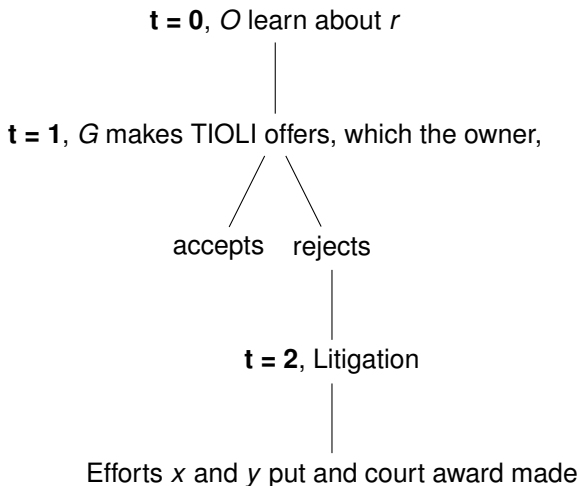 t = 0, O learn about r
t = 1, G makes TIOLI offers, which the owner,
accepts rejects
t = 2, Litigation
Efforts x and y put and court award made